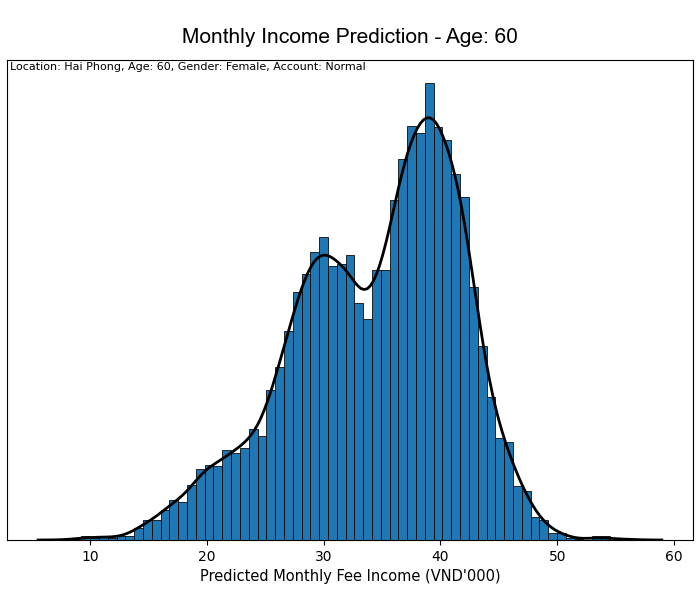 Monthly Income Prediction - Age: 60
Location: Hai Phong, Age: 60, Gender: Female, Account: Normal
10 20 30 40 50 60
Predicted Monthly Fee Income (VND'000)